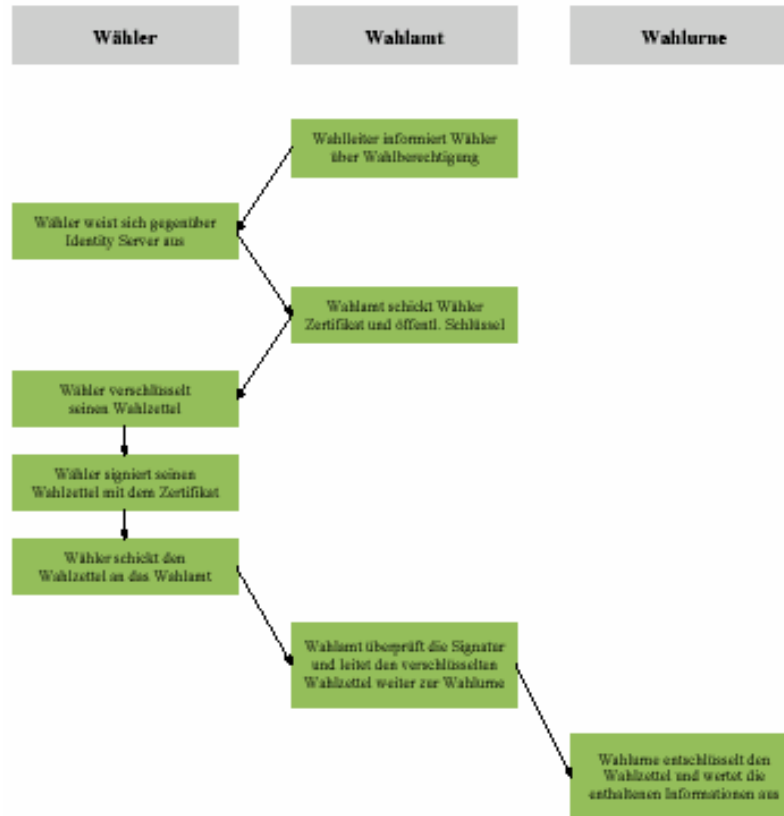 Wähler
Wahlamt
Wahlurne
Wahlleiter informiert Wähler
über Wahlberechtigung
Wähler weist sich gegenüber
Identity Server aus
Wahlamt schickt Wähler
Zertifikat und öffentl. Schlüssel
Wähler verschlüsselt
seinen Wahlzettel
Wähler signiert seinen
Wahlzettel mit dem Zertifikat
Wähler schickt den
Wahlzettel an das Wahlamt
Wahlamt überprüft die Signatur
und leitet den verschlüsselten
Wahlzettel weiter zur Wahlurne
Wahlurne entschlüsselt den
Wahlzettel und wertet die
enthaltenen Informationen aus